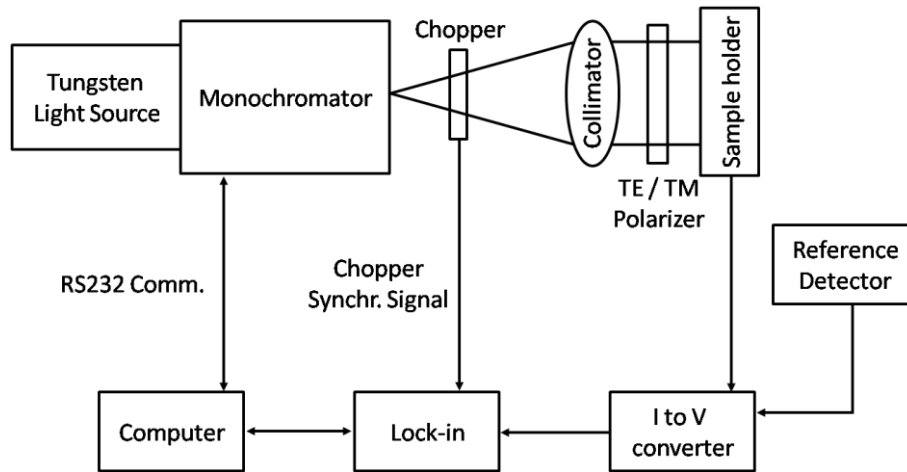 Tungsten
Light Source
Monochromator
Chopper
Collimator
TE / TM
Polarizer
Sample holder
Reference
Detector
RS232 Comm.
Chopper
Synchr. Signal
Computer
Lock-in
I to V
converter